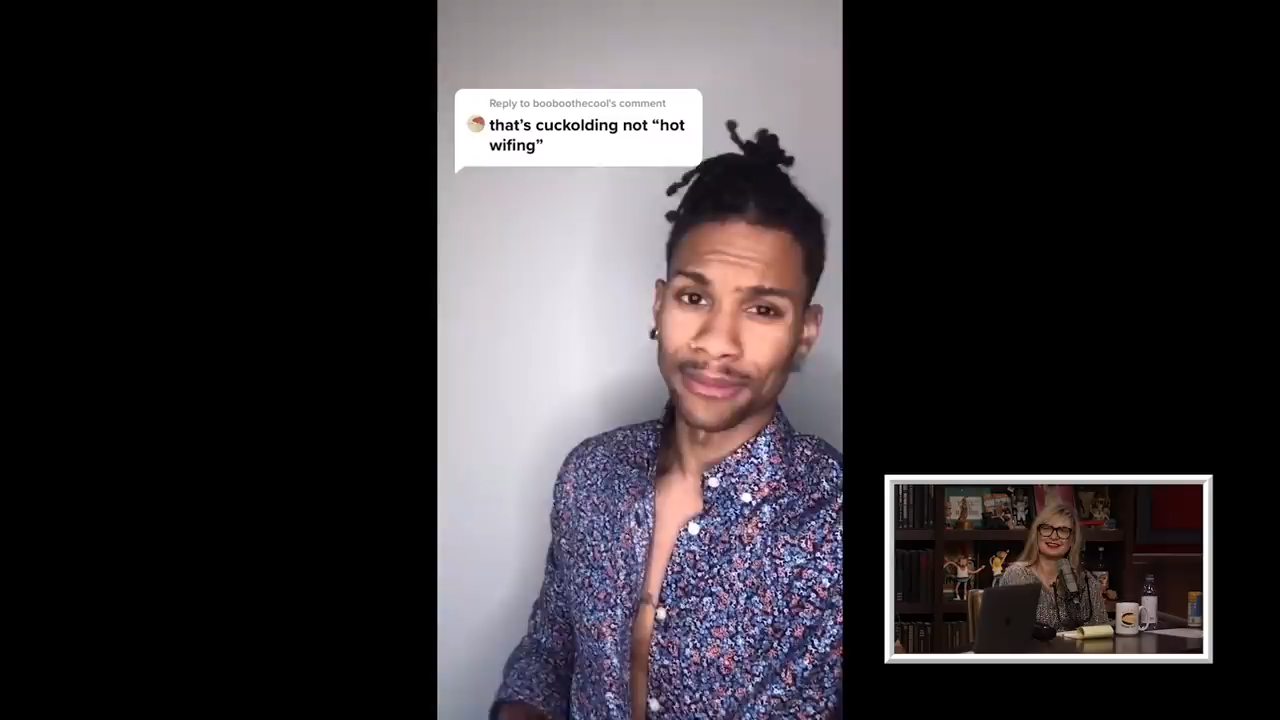 Reply to booboothecool's comment
that's cuckolding not “hot
wifing”